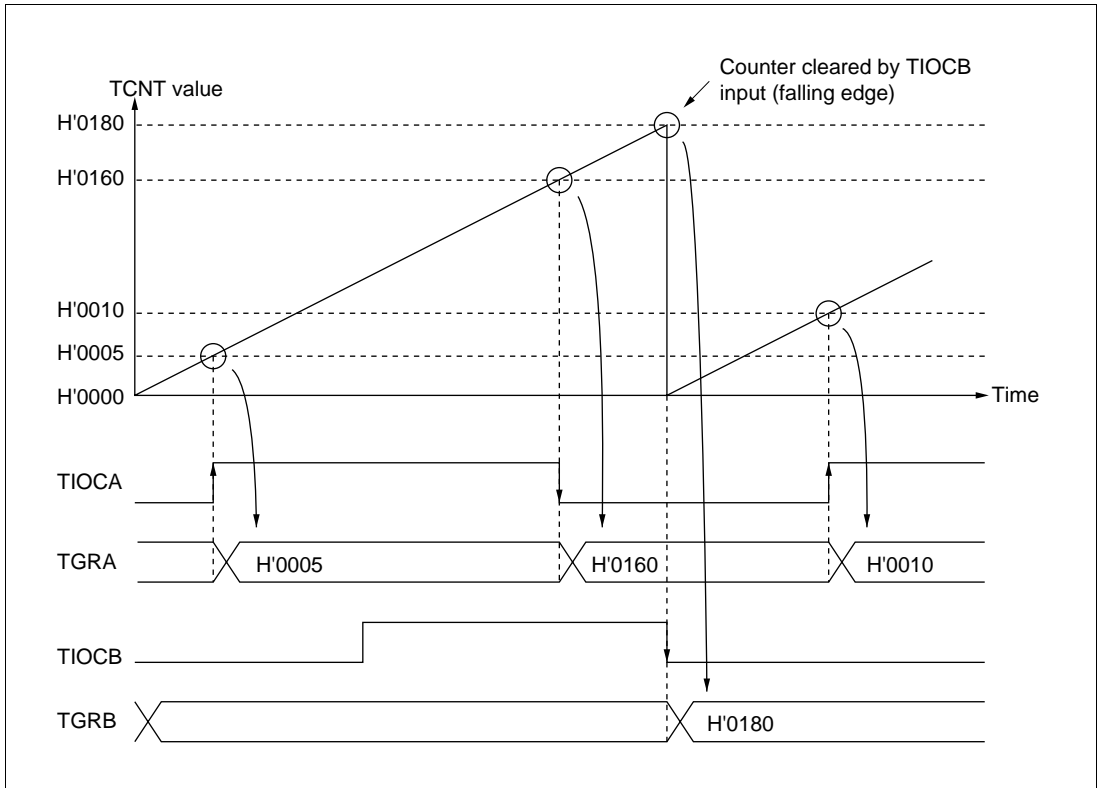 Counter cleared by TIOCB
input (falling edge)
TCNT value
H'0180
H'0160
H'0010
H'0005
H'0000
Time
TIOCA
TGRA
H'0005
H'0160
H'0010
TIOCB
TGRB
H'0180